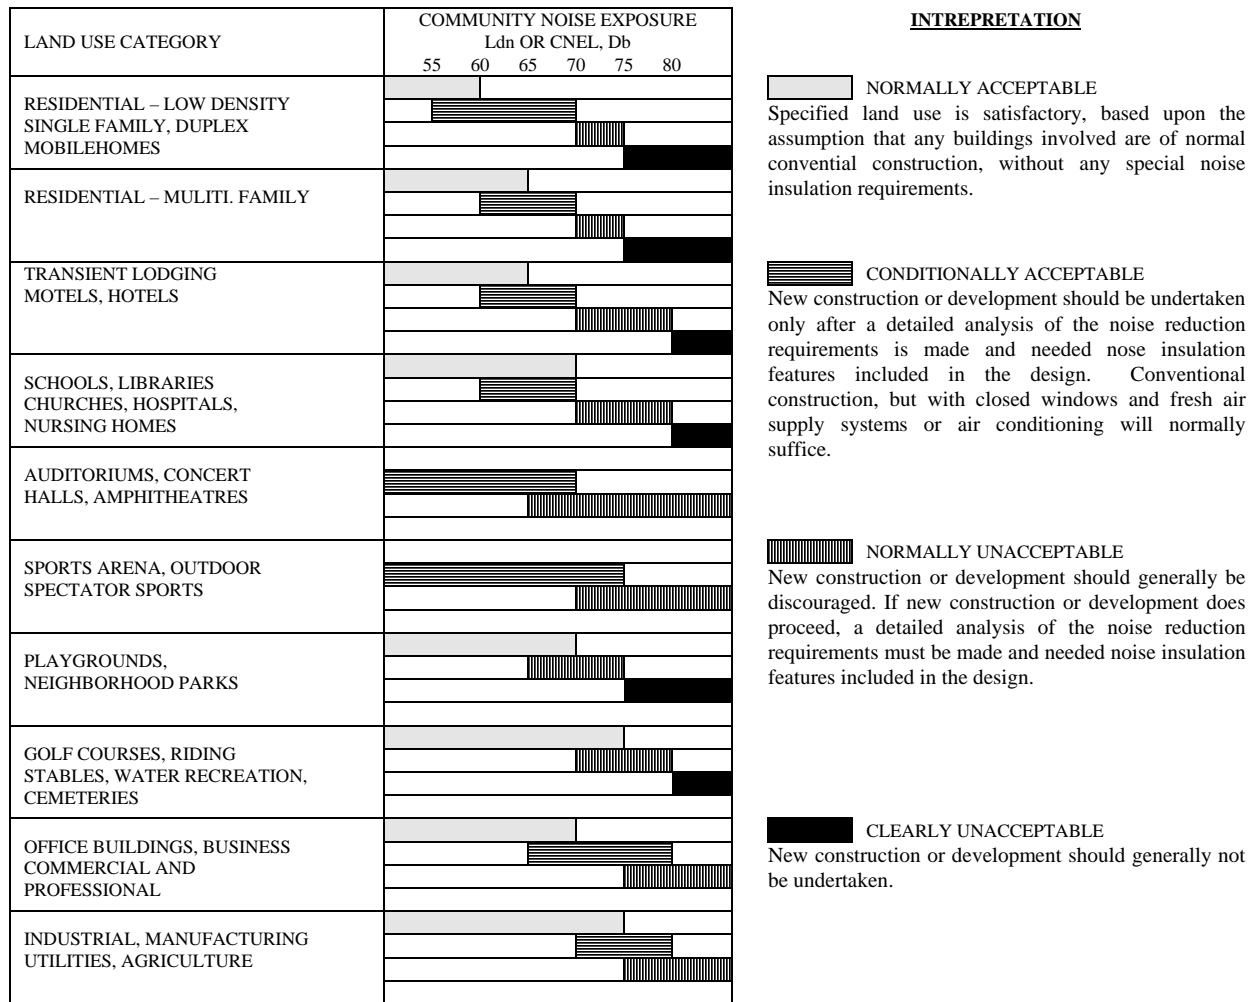 LAND USE CATEGORY
COMMUNITY NOISE EXPOSURE
Ldn OR CNEL, Db
55 60 65 70 75 80
RESIDENTIAL – LOW DENSITY
SINGLE FAMILY, DUPLEX
MOBILEHOMES
RESIDENTIAL – MULITI. FAMILY
TRANSIENT LODGING
MOTELS, HOTELS
SCHOOLS, LIBRARIES
CHURCHES, HOSPITALS,
NURSING HOMES
AUDITORIUMS, CONCERT
HALLS, AMPHITHEATRES
SPORTS ARENA, OUTDOOR
SPECTATOR SPORTS
PLAYGROUNDS,
NEIGHBORHOOD PARKS
GOLF COURSES, RIDING
STABLES, WATER RECREATION,
CEMETERIES
OFFICE BUILDINGS, BUSINESS
COMMERCIAL AND
PROFESSIONAL
INDUSTRIAL, MANUFACTURING
UTILITIES, AGRICULTURE
INTREPRETATION
NORMALLY ACCEPTABLE
Specified land use is satisfactory, based upon the
assumption that any buildings involved are of normal
convential construction, without any special noise
insulation requirements.
CONDITIONALLY ACCEPTABLE
New construction or development should be undertaken
only after a detailed analysis of the noise reduction
requirements is made and needed nose insulation
features included in the design. Conventional
construction, but with closed windows and fresh air
supply systems or air conditioning will normally
suffice.
NORMALLY UNACCEPTABLE
New construction or development should generally be
discouraged. If new construction or development does
proceed, a detailed analysis of the noise reduction
requirements must be made and needed noise insulation
features included in the design.
CLEARLY UNACCEPTABLE
New construction or development should generally not
be undertaken.